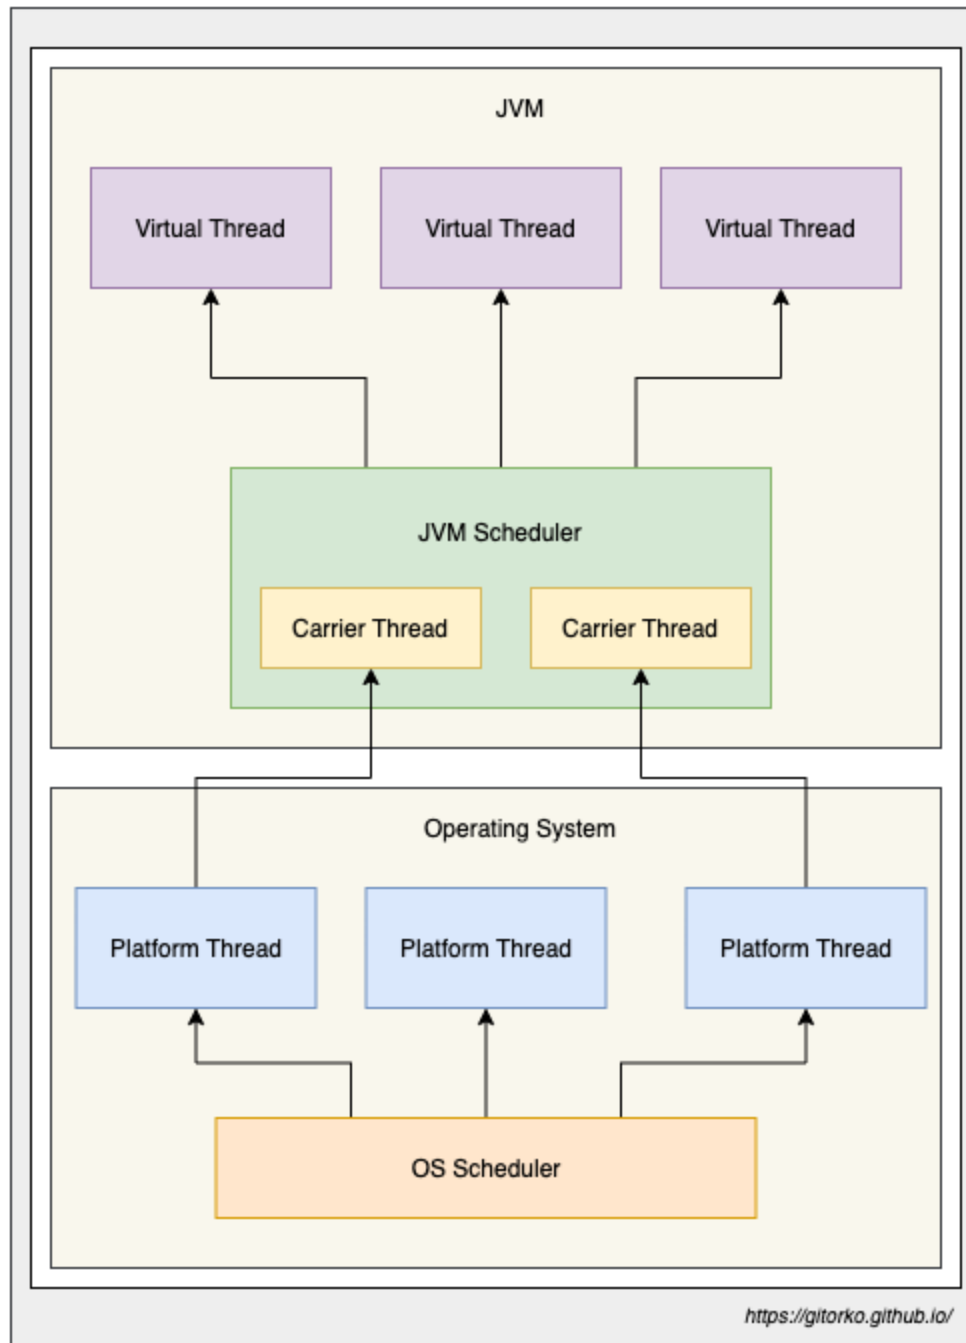 JVM
Virtual Thread
Virtual Thread
Virtual Thread
JVM Scheduler
Carrier Thread
Carrier Thread
Operating System
Platform Thread
Platform Thread
Platform Thread
OS Scheduler
https://gitorko.github.io/